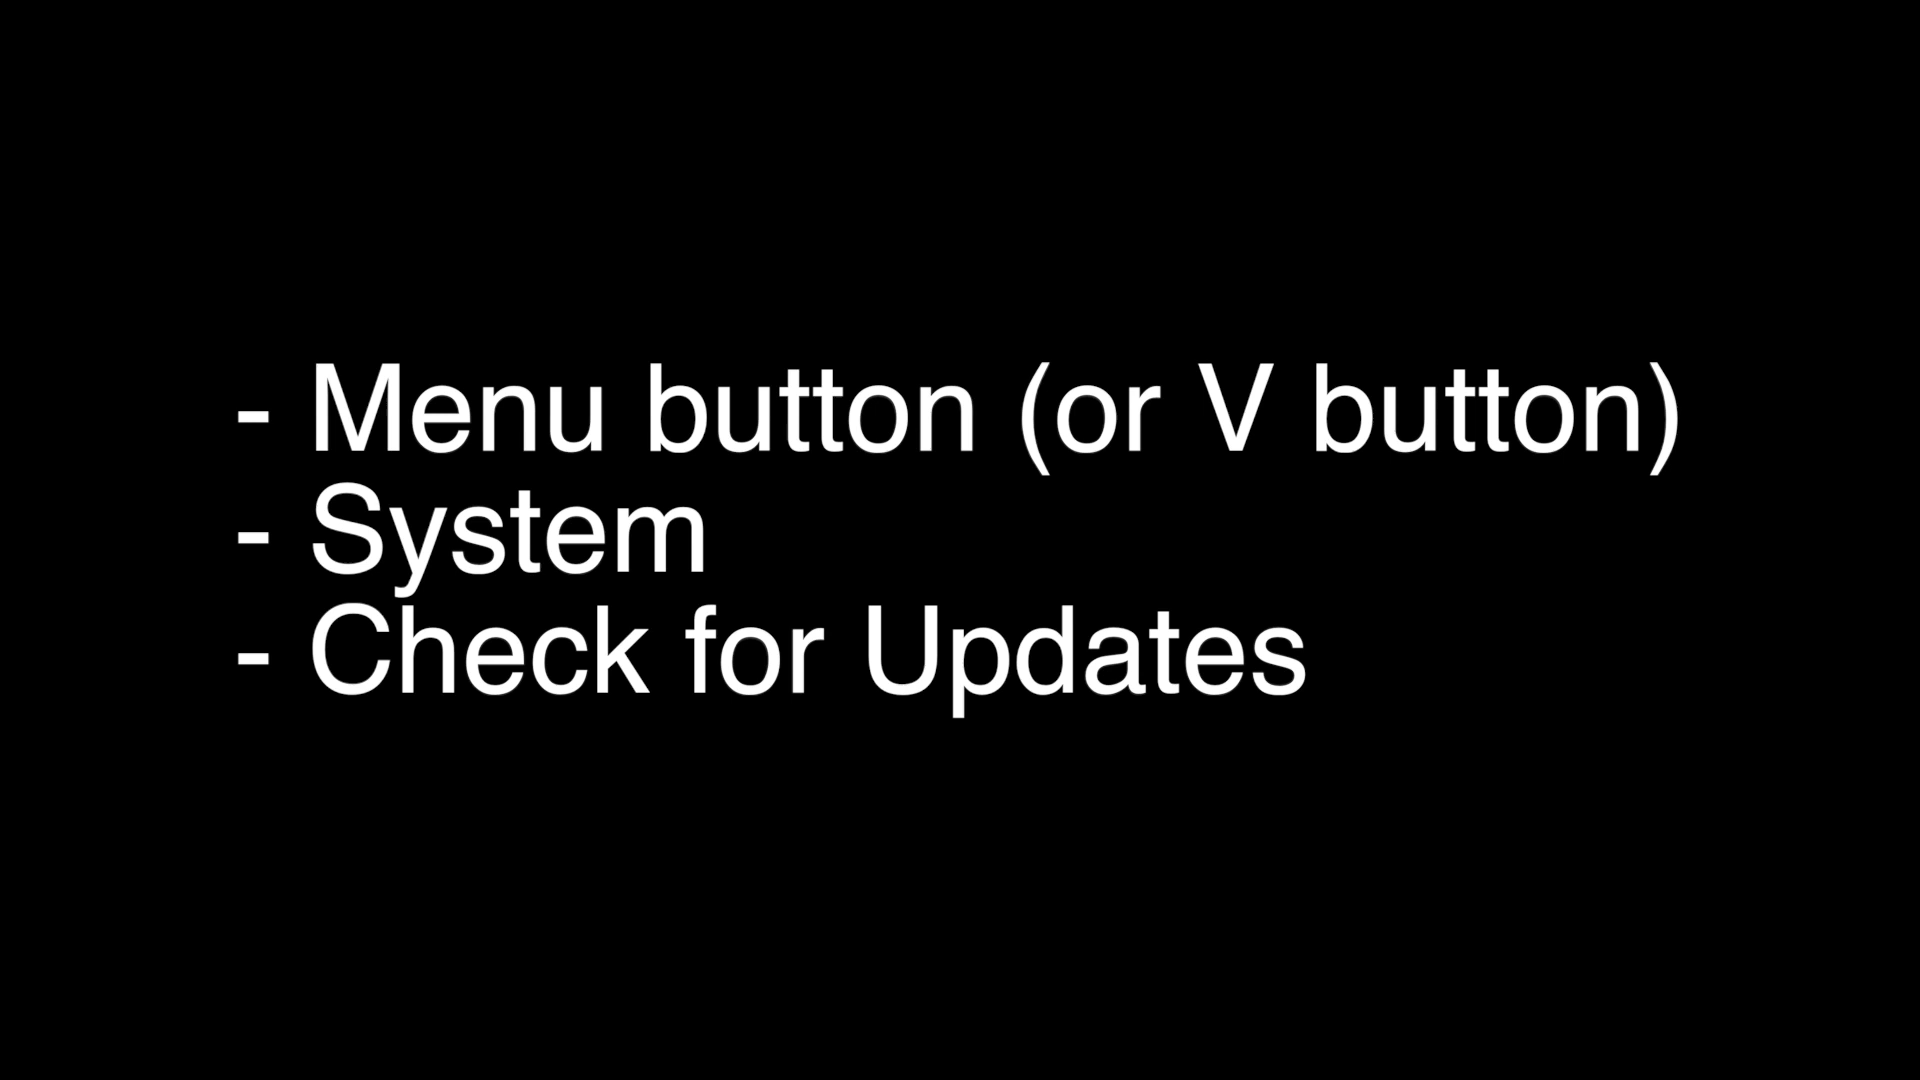 - Menu button (or V button)
- System
- Check for Updates